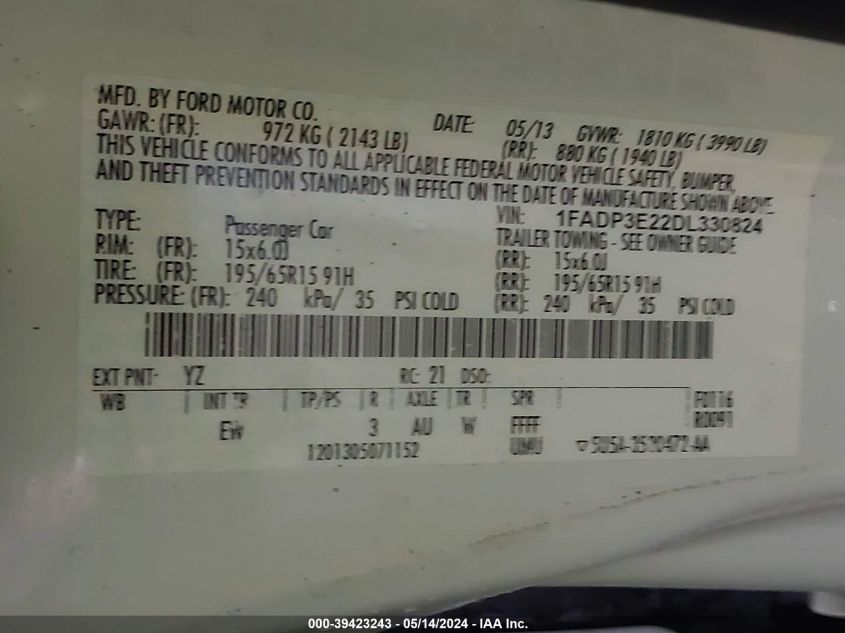 MFD. BY FORD MOTOR CO. DATE: 05/13 GVWR: 1810 KG ( 3990 LB)
GAWR: (FR): 972 KG ( 2143 LB) (RR): 880 KG ( 1940 LB)
THIS VEHICLE CONFORMS TO ALL APPLICABLE FEDERAL MOTOR VEHICLE SAFETY, BUMPER,
AND THEFT PREVENTION STANDARDS IN EFFECT ON THE DATE OF MANUFACTURE SHOWN ABOVE.
VIN: 1FADP3E22DL330824
TYPE: Passenger Car TRAILER TOWING - SEE OWNER GUIDE
RIM: (FR): 15x6.0J (RR): 15x6.0J
TIRE: (FR): 195/65R15 91H (RR): 195/65R15 91H
PRESSURE: (FR): 240 kPa/ 35 PSI COLD (RR): 240 kPa/ 35 PSI COLD
EXT PNT: YZ RC: 21 DSO:
WB INT TR TP/PS R AXLE TR SPR F0116
R0091
EW 3 AU W FFFF
1201305071152 UMU
000-39423243 - 05/14/2024 - IAA Inc.